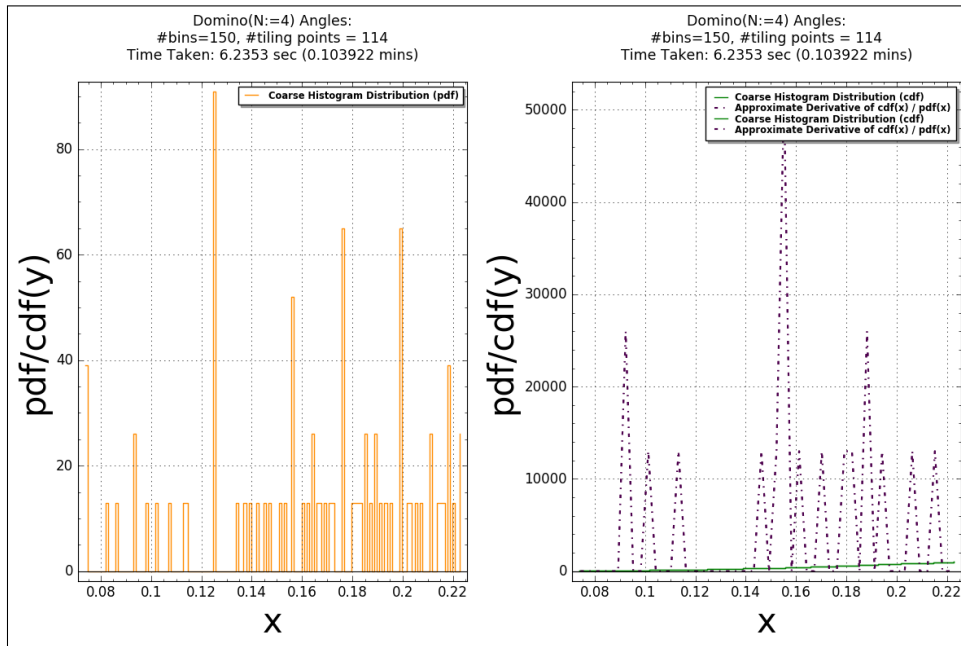 Domino(N:=4) Angles:
#bins=150, #tiling points = 114
Time Taken: 6.2353 sec (0.103922 mins)
Coarse Histogram Distribution (pdf)
80
60
40
20
0
0.08 0.1 0.12 0.14 0.16 0.18 0.2 0.22
pdf/cdf(y)
x
Domino(N:=4) Angles:
#bins=150, #tiling points = 114
Time Taken: 6.2353 sec (0.103922 mins)
Coarse Histogram Distribution (cdf)
Approximate Derivative of cdf(x) / pdf(x)
Coarse Histogram Distribution (cdf)
Approximate Derivative of cdf(x) / pdf(x)
50000
40000
30000
20000
10000
0
0.08 0.1 0.12 0.14 0.16 0.18 0.2 0.22
pdf/cdf(y)
x